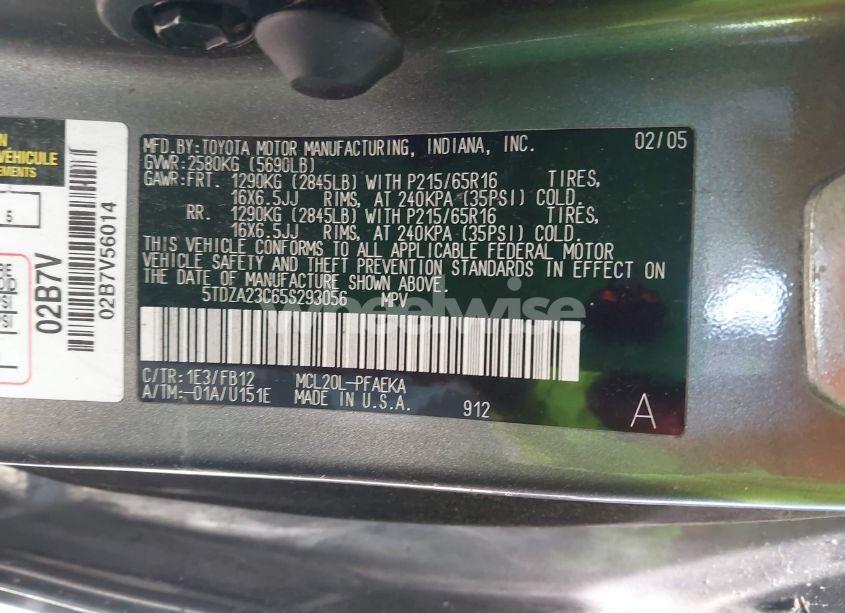 VEHICULE
5
02B7V
02B7V56014
MFD.BY:TOYOTA MOTOR MANUFACTURING, INDIANA, INC. 02/05
GVWR:2580KG (5690LB)
GAWR:FRT. 1290KG (2845LB) WITH P215/65R16 TIRES,
16X6.5JJ RIMS, AT 240KPA (35PSI) COLD.
RR. 1290KG (2845LB) WITH P215/65R16 TIRES,
16X6.5JJ RIMS, AT 240KPA (35PSI) COLD.
THIS VEHICLE CONFORMS TO ALL APPLICABLE FEDERAL MOTOR
VEHICLE SAFETY AND THEFT PREVENTION STANDARDS IN EFFECT ON
THE DATE OF MANUFACTURE SHOWN ABOVE.
5TDZA23C65S293056 MPV
wheelwise
C/TR:1E3/FB12 MCL20L-PFAEKA
A/TM:-01A/U151E MADE IN U.S.A. 912 A